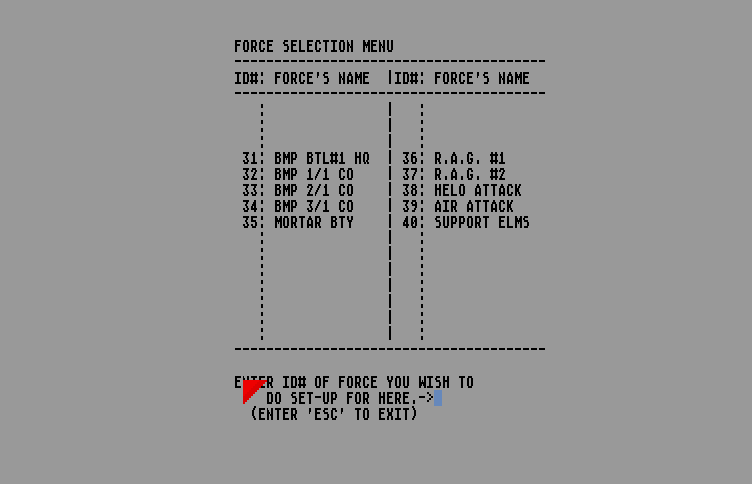 FORCE SELECTION MENU
---------------------------------------
ID#¦ FORCE'S NAME |ID#¦ FORCE'S NAME
---------------------------------------
31¦ BMP BTL#1 HQ | 36¦ R.A.G. #1
32¦ BMP 1/1 CO | 37¦ R.A.G. #2
33¦ BMP 2/1 CO | 38¦ HELO ATTACK
34¦ BMP 3/1 CO | 39¦ AIR ATTACK
35¦ MORTAR BTY | 40¦ SUPPORT ELMS
---------------------------------------
ENTER ID# OF FORCE YOU WISH TO
DO SET-UP FOR HERE.->
(ENTER 'ESC' TO EXIT)